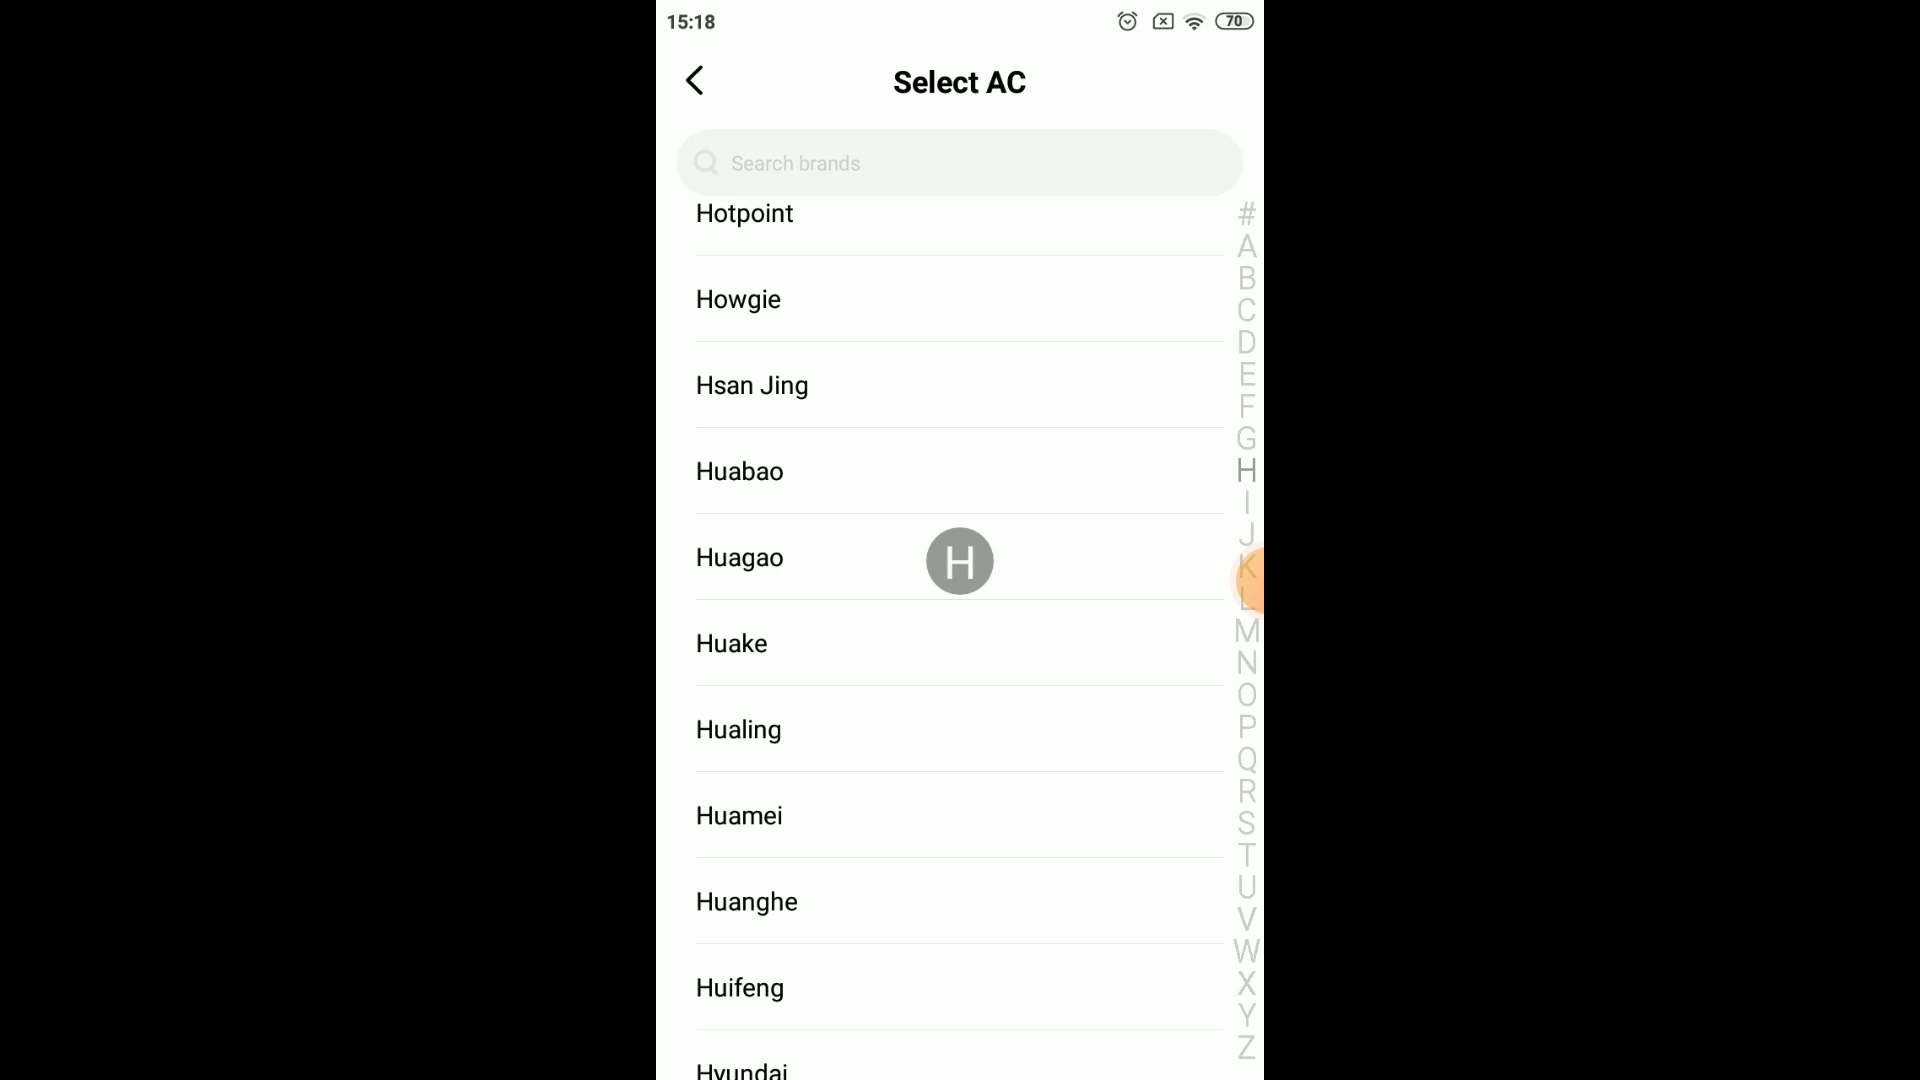 15:18
70
Select AC
Search brands
Hotpoint
Howgie
Hsan Jing
Huabao
Huagao
H
Huake
Hualing
Huamei
Huanghe
Huifeng
Hyundai
#
A
B
C
D
E
F
G
H
I
J
K
L
M
N
O
P
Q
R
S
T
U
V
W
X
Y
Z